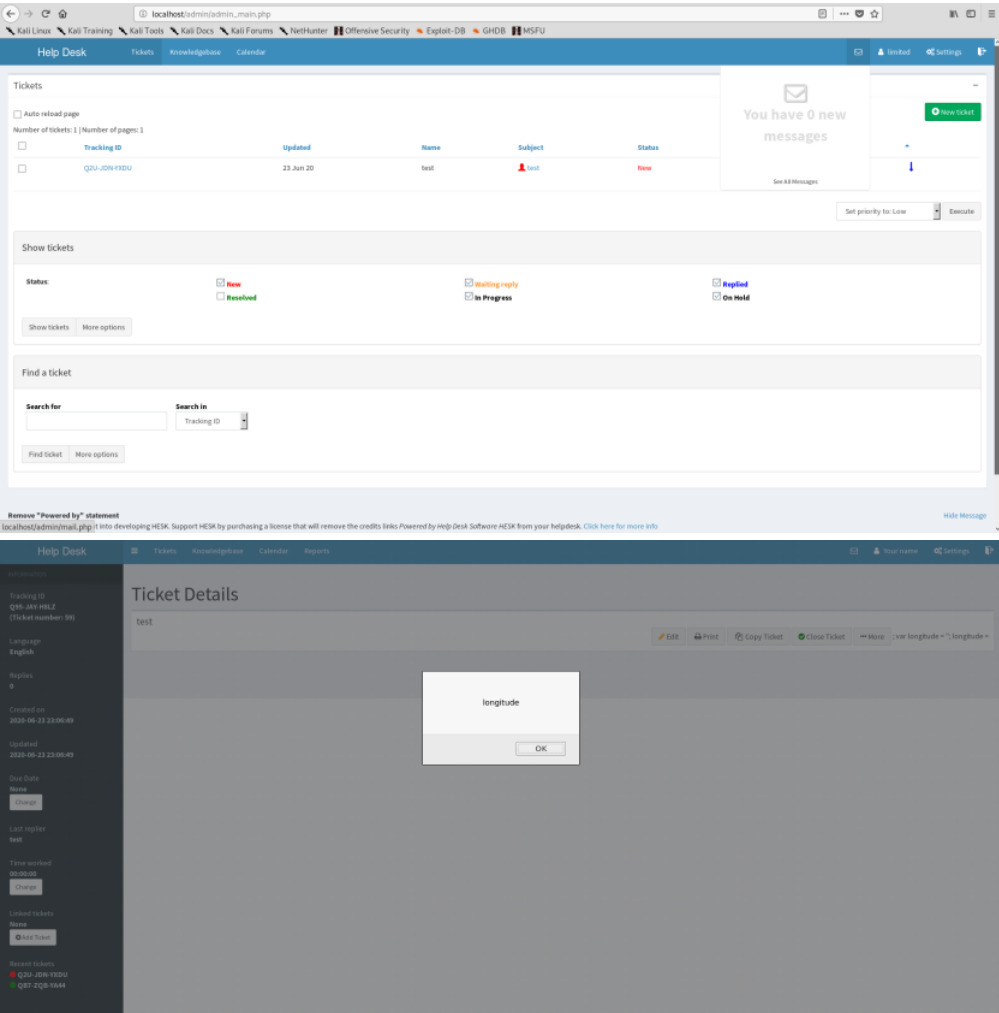 localhost/admin/admin_main.php
Kali Linux Kali Training Kali Tools Kali Docs Kali Forums NetHunter Offensive Security Exploit-DB GHDB MSFU
Help Desk Tickets Knowledgebase Calendar limited Settings
Tickets
You have 0 new
messages
See All Messages
Auto reload page
New ticket
Number of tickets: 1 | Number of pages: 1
Tracking ID Updated Name Subject Status
Q2U-JDN-YXDU 23 Jun 20 test test New
Set priority to: Low Execute
Show tickets
Status: New Waiting reply Replied
Resolved In Progress On Hold
Show tickets More options
Find a ticket
Search for Search in
Tracking ID
Find ticket More options
Remove "Powered by" statement Hide Message
localhost/admin/mail.php rt into developing HESK. Support HESK by purchasing a license that will remove the credits links Powered by Help Desk Software HESK from your helpdesk. Click here for more info
Help Desk Tickets Knowledgebase Calendar Reports Your name Settings
Tracking ID
(Ticket number: 59)
Language
English
Replies
0
Created on
2020-06-23 23:06:49
Updated
2020-06-23 23:06:49
Due Date
None
Change
Last replier
test
Time worked
00:00:00
Change
Linked tickets
None
Add Ticket
Recent tickets
Q2U-JDN-YXDU
Ticket Details
test
Edit Print Copy Ticket Close Ticket More ; var longitude = ''; longitude =
longitude
OK